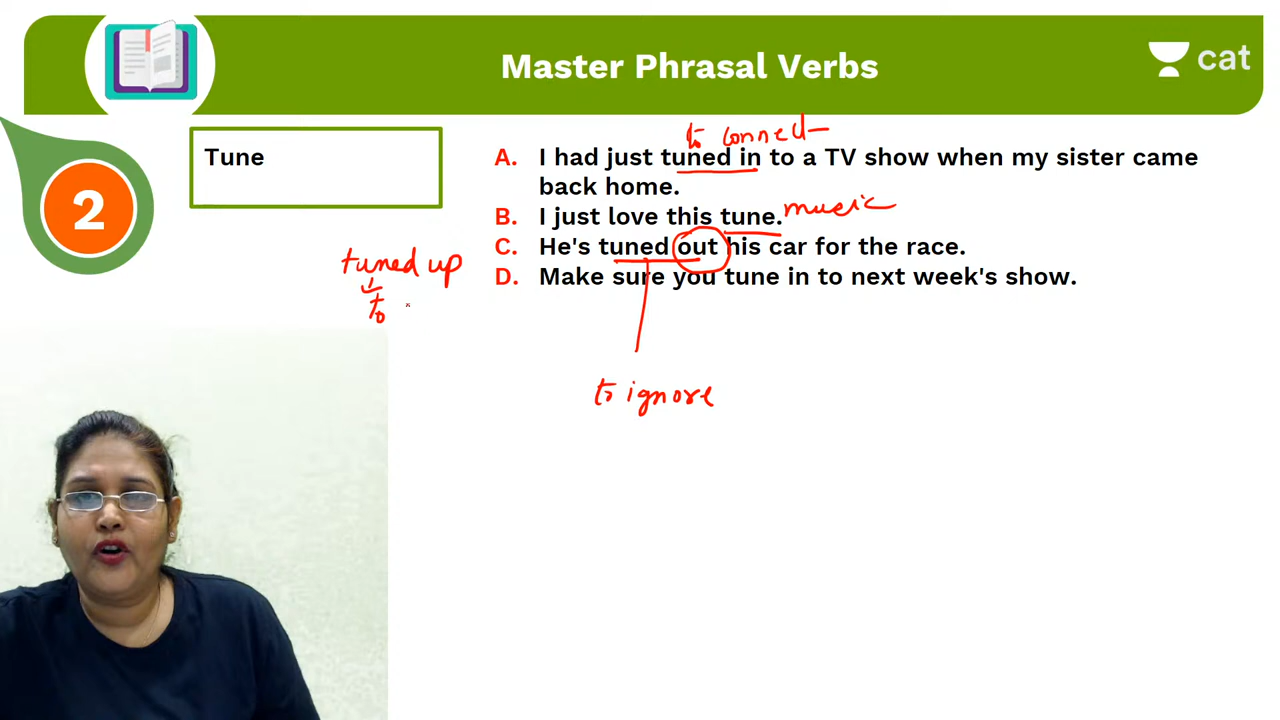 Master Phrasal Verbs
cat
2
Tune
to connect
A. I had just tuned in to a TV show when my sister came
back home.
B. I just love this tune. music
C. He's tuned out his car for the race.
D. Make sure you tune in to next week's show.
tuned up
to
to ignore